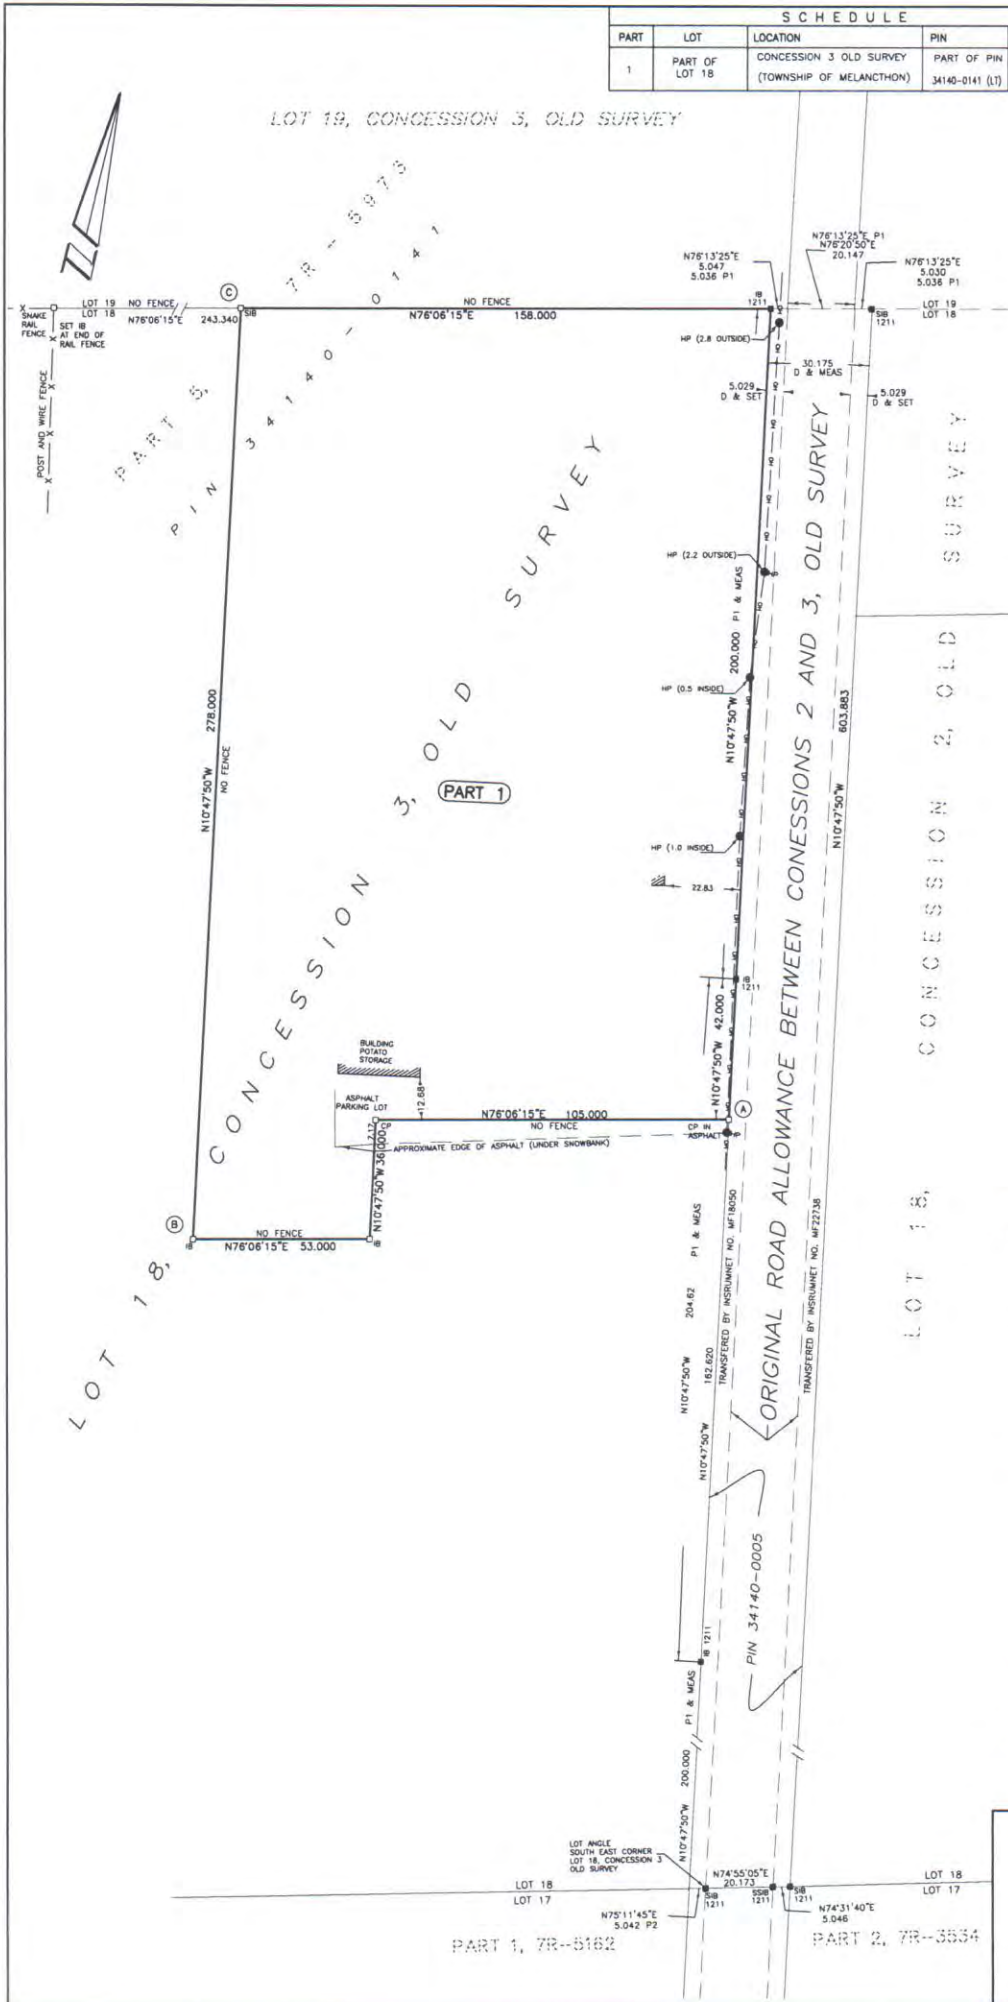 SCHEDULE
PART LOT LOCATION PIN
1 PART OF LOT 18 CONCESSION 3 OLD SURVEY (TOWNSHIP OF MELANCTHON) PART OF PIN 34140-0141 (LT)
LOT 19, CONCESSION 3, OLD SURVEY
PART 5, 7R - 5975
PIN 34140-0141
N76°13'25"E P1
N76°20'50"E
20.147
N76°13'25"E
5.047
5.036 P1
N76°13'25"E
5.030
5.036 P1
C
LOT 19 NO FENCE
LOT 18
SNAKE
RAIL
FENCE
SET IB
AT END OF
RAIL FENCE
N76°06'15"E 243.340
SIB
NO FENCE
N76°06'15"E 158.000
IB
1211
SIB
1211
LOT 19
LOT 18
POST AND WIRE FENCE
HP (2.8 OUTSIDE)
30.175
D & MEAS
5.029
D & SET
5.029
D & SET
HP (2.2 OUTSIDE)
N10°47'50"W 200.000 P1 & MEAS
HP (0.5 INSIDE)
HP (1.0 INSIDE)
22.83
N10°47'50"W 278.000
NO FENCE
PART 1
LOT 18, CONCESSION 3, OLD SURVEY
ORIGINAL ROAD ALLOWANCE BETWEEN CONESSIONS 2 AND 3, OLD SURVEY
N10°47'50"W 603.883
LOT 18, CONCESSION 2, OLD SURVEY
IB
1211
N10°47'50"W 42.000
BUILDING
POTATO
STORAGE
12.68
ASPHALT
PARKING LOT
7.17
CP
N76°06'15"E 105.000
NO FENCE
A
CP IN
ASPHALT
HP
APPROXIMATE EDGE OF ASPHALT (UNDER SNOWBANK)
N10°47'50"W 36.000
B
IB
NO FENCE
N76°06'15"E 53.000
IB
N10°47'50"W 204.62 P1 & MEAS
N10°47'50"W 162.620
TRANSFERED BY INSRUMNET NO. MF18050
TRANSFERED BY INSRUMNET NO. MF22738
PIN 34140-0005
IB 1211
N10°47'50"W 200.000 P1 & MEAS
LOT ANGLE
SOUTH EAST CORNER
LOT 18, CONCESSION 3
OLD SURVEY
LOT 18
LOT 17
N74°55'05"E
20.173
SIB
1211
SSIB
1211
SIB
1211
LOT 18
LOT 17
N75°11'45"E
5.042 P2
N74°31'40"E
5.046
PART 1, 7R--5162
PART 2, 7R--3534